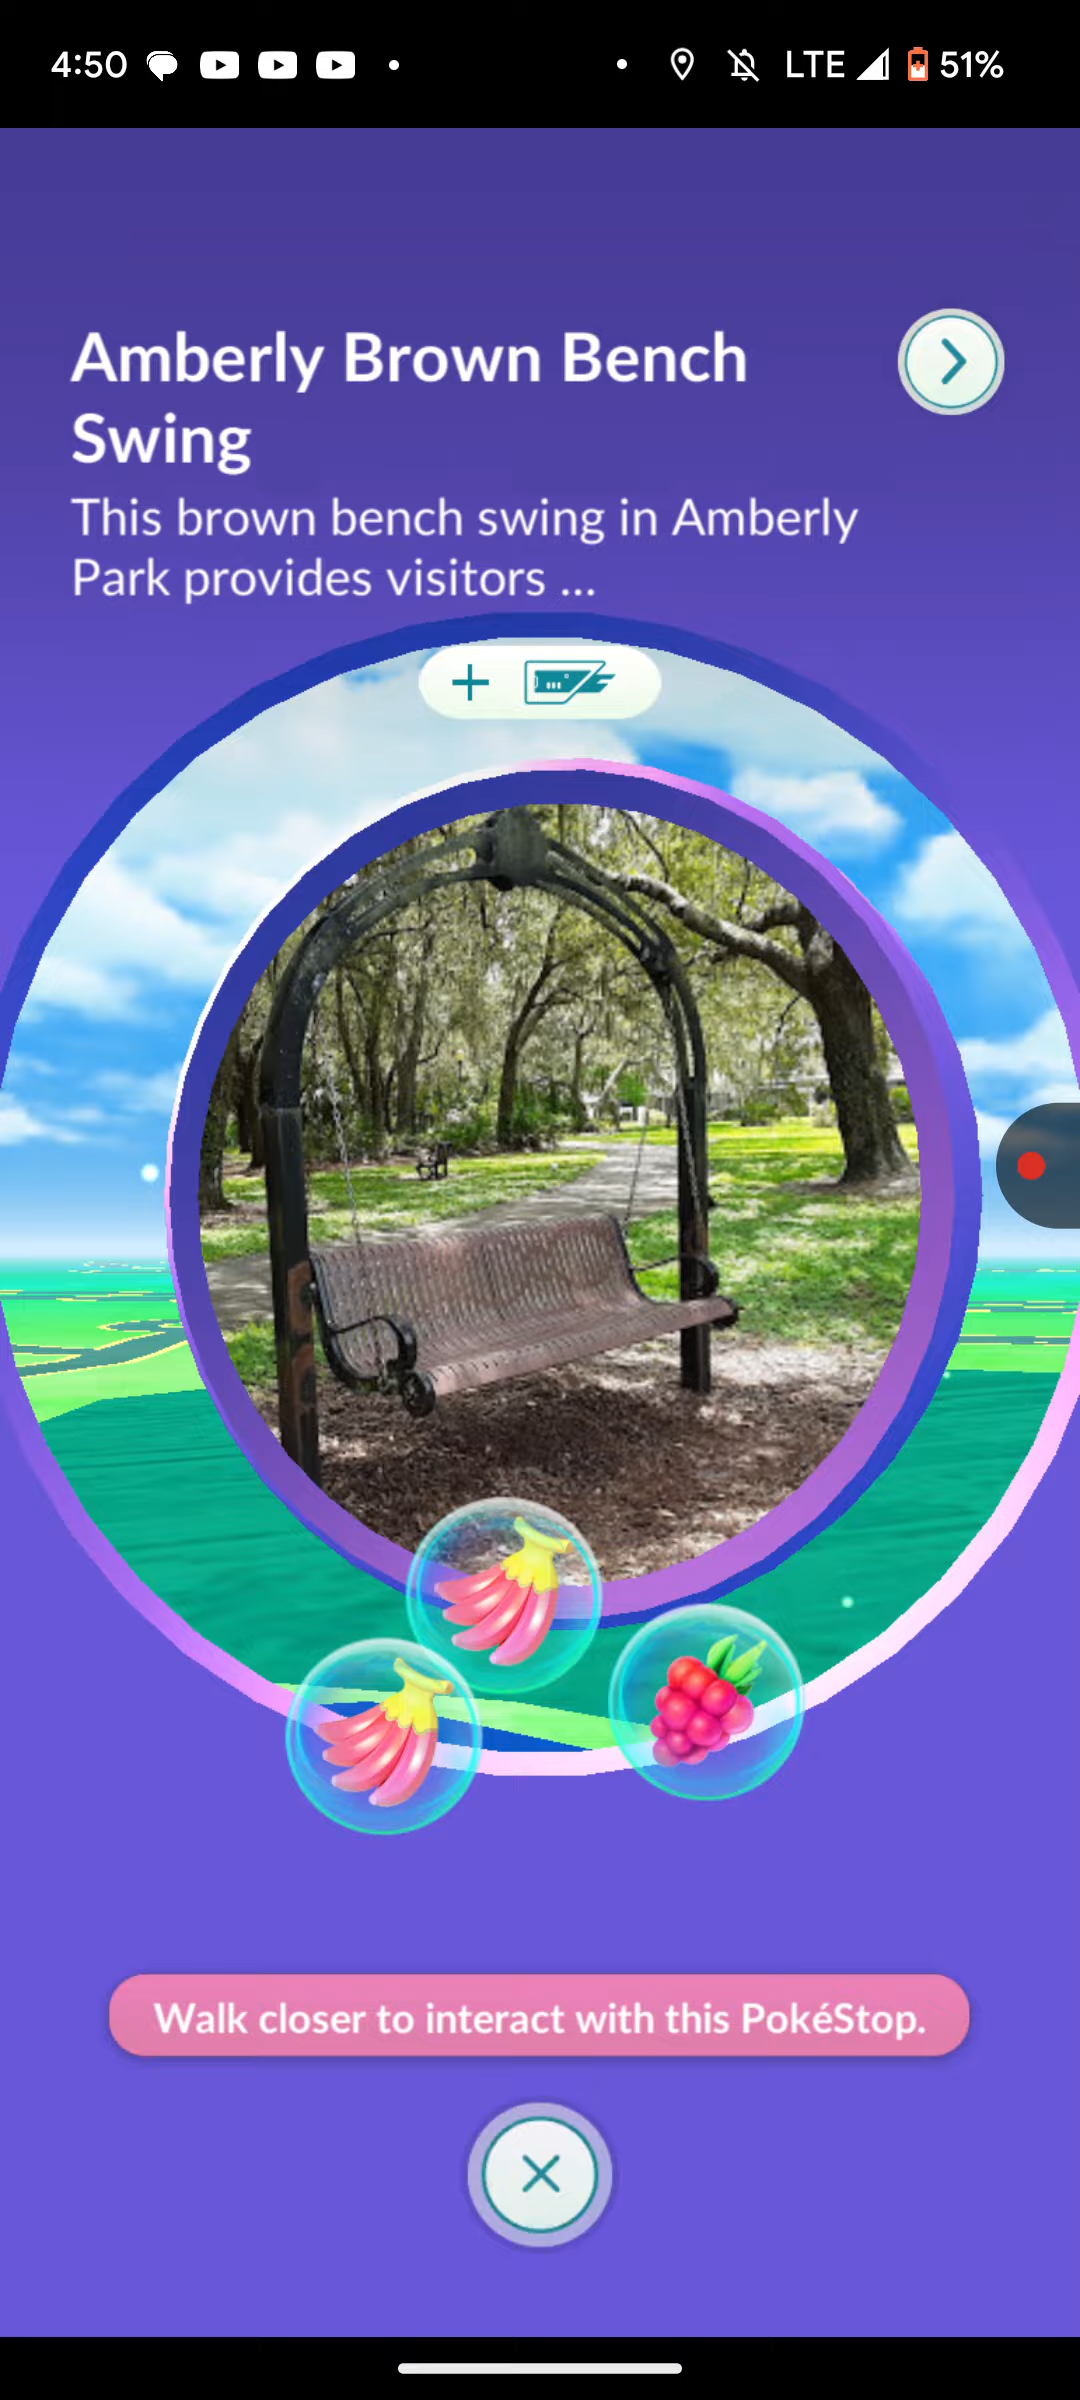 4:50 LTE 51%
Amberly Brown Bench
Swing
This brown bench swing in Amberly
Park provides visitors ...
Walk closer to interact with this PokéStop.